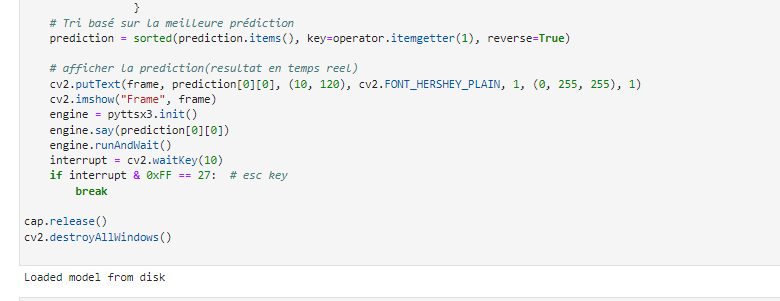 }
# Tri basé sur la meilleure prédiction
prediction = sorted(prediction.items(), key=operator.itemgetter(1), reverse=True)
# afficher la prediction(resultat en temps reel)
cv2.putText(frame, prediction[0][0], (10, 120), cv2.FONT_HERSHEY_PLAIN, 1, (0, 255, 255), 1)
cv2.imshow("Frame", frame)
engine = pyttsx3.init()
engine.say(prediction[0][0])
engine.runAndWait()
interrupt = cv2.waitKey(10)
if interrupt & 0xFF == 27:  # esc key
break
cap.release()
cv2.destroyAllWindows()
Loaded model from disk